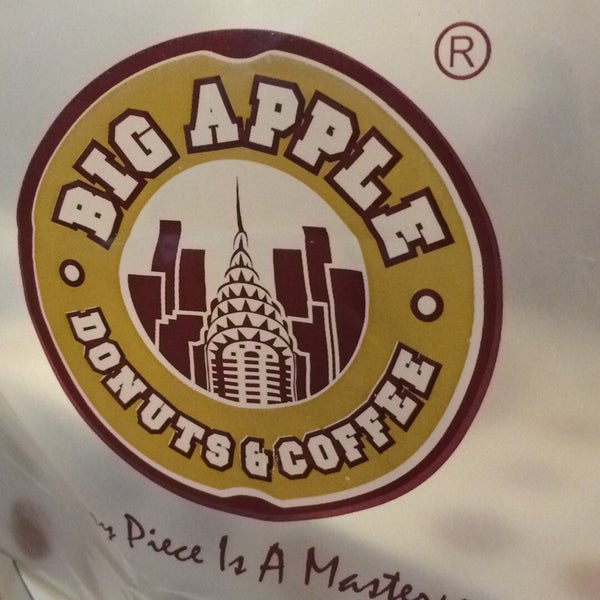 BIG APPLE
DONUTS & COFFEE
®
Piece Is A